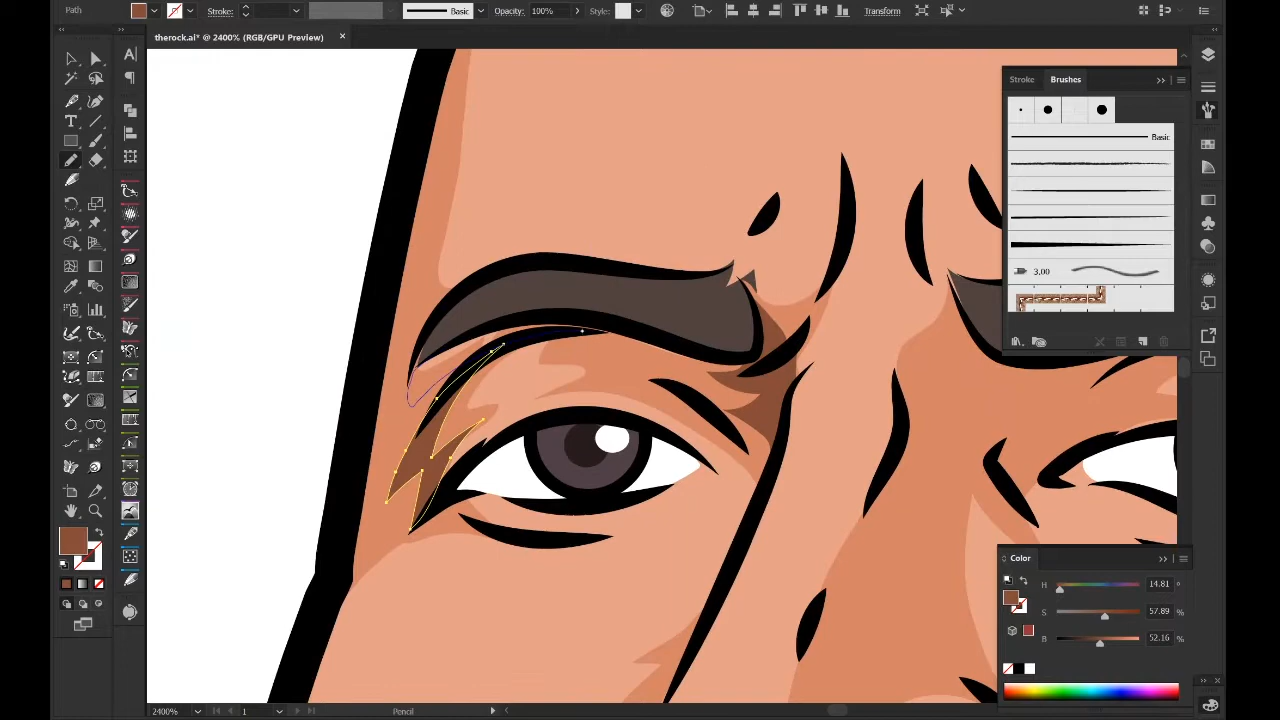 Path
Stroke:
Basic
Opacity: 100%
Style:
Transform
therock.ai* @ 2400% (RGB/GPU Preview)
Stroke
Brushes
Basic
3.00
Color
H 14.81 °
S 57.89 %
B 52.16 %
2400%
1
Pencil